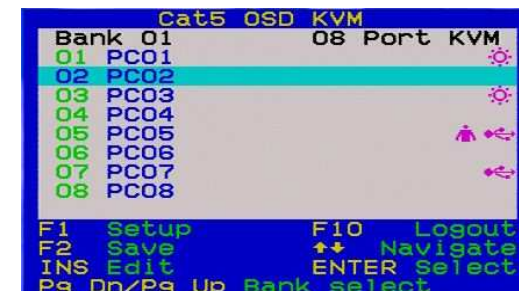 Cat5 OSD KVM
Bank 01 08 Port KVM
01 PC01
02 PC02
03 PC03
04 PC04
05 PC05
06 PC06
07 PC07
08 PC08
F1 Setup F10 Logout
F2 Save Navigate
INS Edit ENTER Select
Pg Dn/Pg Up Bank select